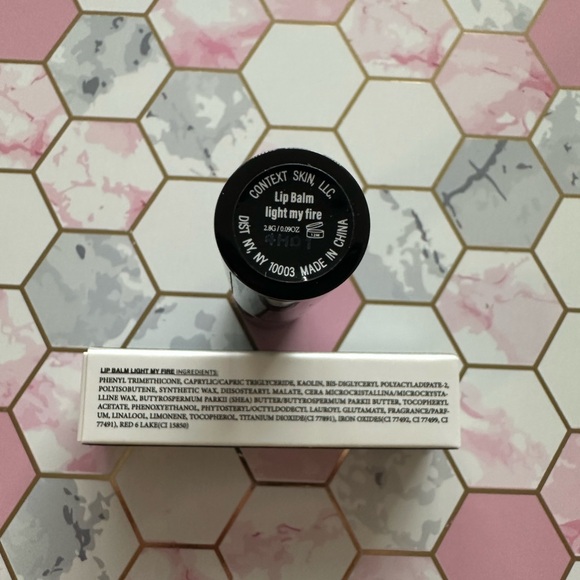 CONTEXT SKIN, LLC.
Lip Balm
light my fire
2.8G / 0.09OZ
DIST NY, NY 10003 MADE IN CHINA
LIP BALM LIGHT MY FIRE INGREDIENTS:
PHENYL TRIMETHICONE, CAPRYLIC/CAPRIC TRIGLYCERIDE, KAOLIN, BIS-DIGLYCERYL POLYACYLADIPATE-2,
POLYISOBUTENE, SYNTHETIC WAX, DIISOSTEARYL MALATE, CERA MICROCRISTALLINA/MICROCRYSTA-
LLINE WAX, BUTYROSPERMUM PARKII (SHEA) BUTTER/BUTYROSPERMUM PARKII BUTTER, TOCOPHERYL
ACETATE, PHENOXYETHANOL, PHYTOSTERYL/OCTYLDODECYL LAUROYL GLUTAMATE, FRAGRANCE/PARF-
UM, LINALOOL, LIMONENE, TOCOPHEROL, TITANIUM DIOXIDE(CI 77891), IRON OXIDES(CI 77492, CI 77499, CI
77491), RED 6 LAKE(CI 15850)